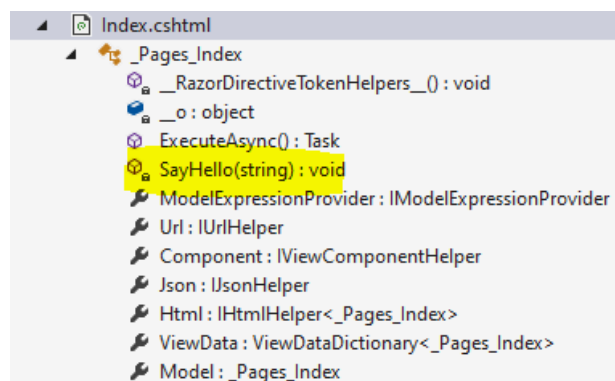 Index.cshtml
_Pages_Index
__RazorDirectiveTokenHelpers__() : void
__o : object
ExecuteAsync() : Task
SayHello(string) : void
ModelExpressionProvider : IModelExpressionProvider
Url : IUrlHelper
Component : IViewComponentHelper
Json : IJsonHelper
Html : IHtmlHelper<_Pages_Index>
ViewData : ViewDataDictionary<_Pages_Index>
Model : _Pages_Index